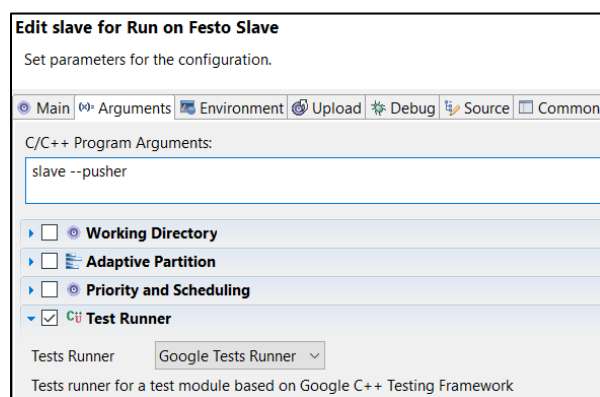 Edit slave for Run on Festo Slave
Set parameters for the configuration.
Main (x)= Arguments Environment Upload Debug Source Common
C/C++ Program Arguments:
slave --pusher
Working Directory
Adaptive Partition
Priority and Scheduling
Test Runner
Tests Runner Google Tests Runner
Tests runner for a test module based on Google C++ Testing Framework